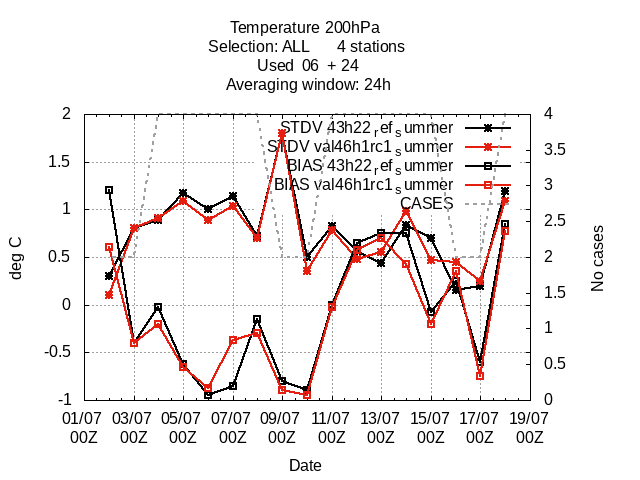 Temperature 200hPa
Selection: ALL 4 stations
Used 06 + 24
Averaging window: 24h
STDV 43h22_ref_summer
STDV val46h1rc1_summer
BIAS 43h22_ref_summer
BIAS val46h1rc1_summer
CASES
deg C
2
1.5
1
0.5
0
-0.5
-1
4
3.5
3
2.5
2
1.5
1
0.5
0
No cases
01/07 03/07 05/07 07/07 09/07 11/07 13/07 15/07 17/07 19/07
00Z 00Z 00Z 00Z 00Z 00Z 00Z 00Z 00Z 00Z
Date